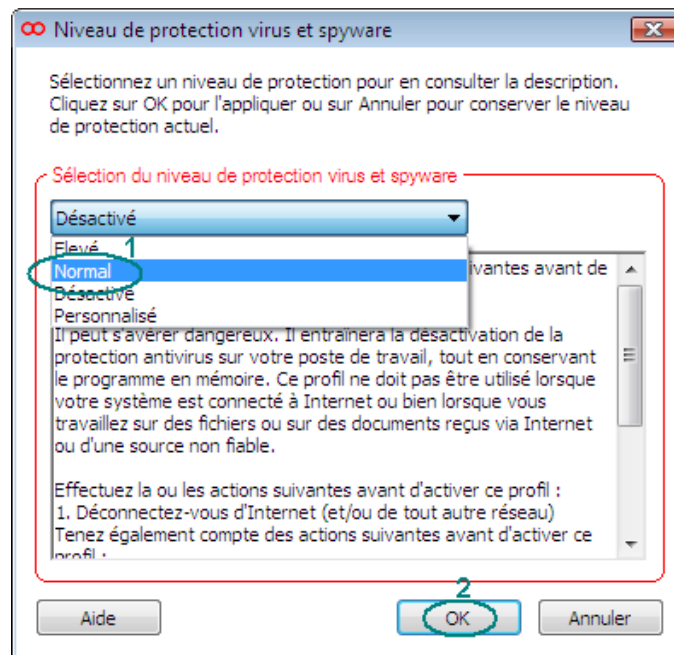 Niveau de protection virus et spyware
Sélectionnez un niveau de protection pour en consulter la description.
Cliquez sur OK pour l'appliquer ou sur Annuler pour conserver le niveau
de protection actuel.
Sélection du niveau de protection virus et spyware
Désactivé
Elevé 1
Normal
ivantes avant de
Désactivé
Personnalisé
Il peut s'avérer dangereux. Il entraînera la désactivation de la
protection antivirus sur votre poste de travail, tout en conservant
le programme en mémoire. Ce profil ne doit pas être utilisé lorsque
votre système est connecté à Internet ou bien lorsque vous
travaillez sur des fichiers ou sur des documents reçus via Internet
ou d'une source non fiable.
Effectuez la ou les actions suivantes avant d'activer ce profil :
1. Déconnectez-vous d'Internet (et/ou de tout autre réseau)
Tenez également compte des actions suivantes avant d'activer ce
profil :
2
Aide
OK
Annuler